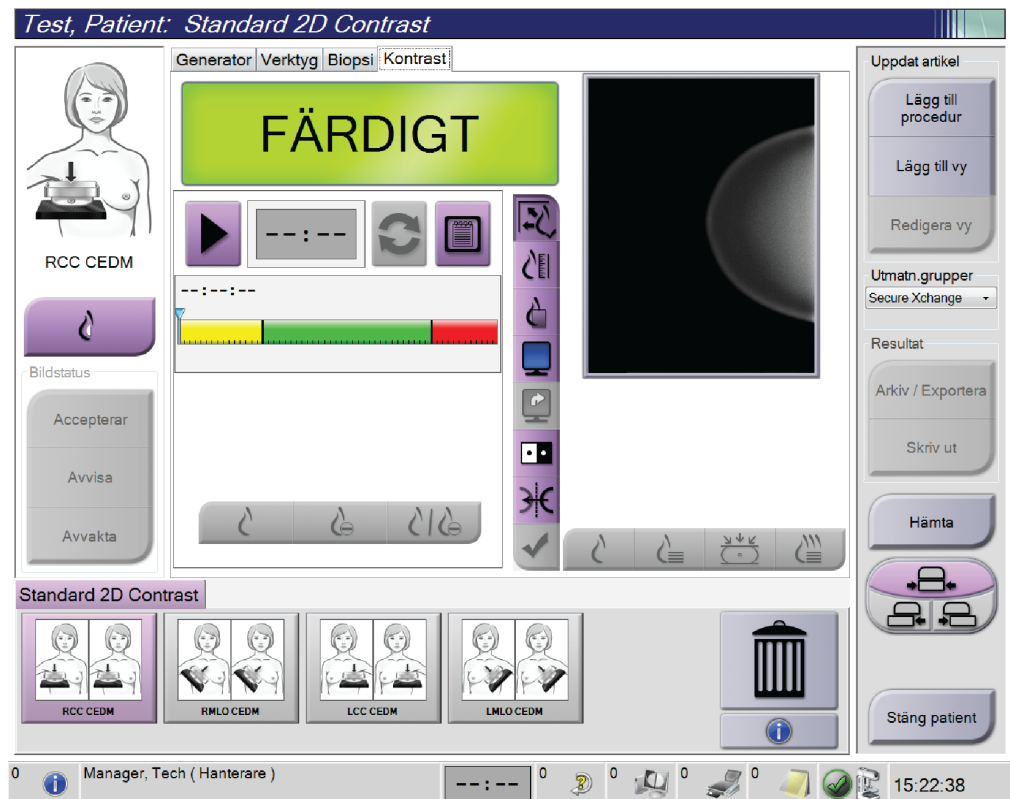 Test, Patient: Standard 2D Contrast
Generator Verktyg Biopsi Kontrast
FÄRDIGT
--:--
--:--:--
RCC CEDM
Bildstatus
Accepterar
Avvisa
Avvakta
Uppdat artikel
Lägg till
procedur
Lägg till vy
Redigera vy
Utmatn.grupper
Secure Xchange
Resultat
Arkiv / Exportera
Skriv ut
Hämta
Stäng patient
Standard 2D Contrast
RCC CEDM
RMLO CEDM
LCC CEDM
LMLO CEDM
0 Manager, Tech ( Hanterare ) --:-- 0 0 0 0 15:22:38